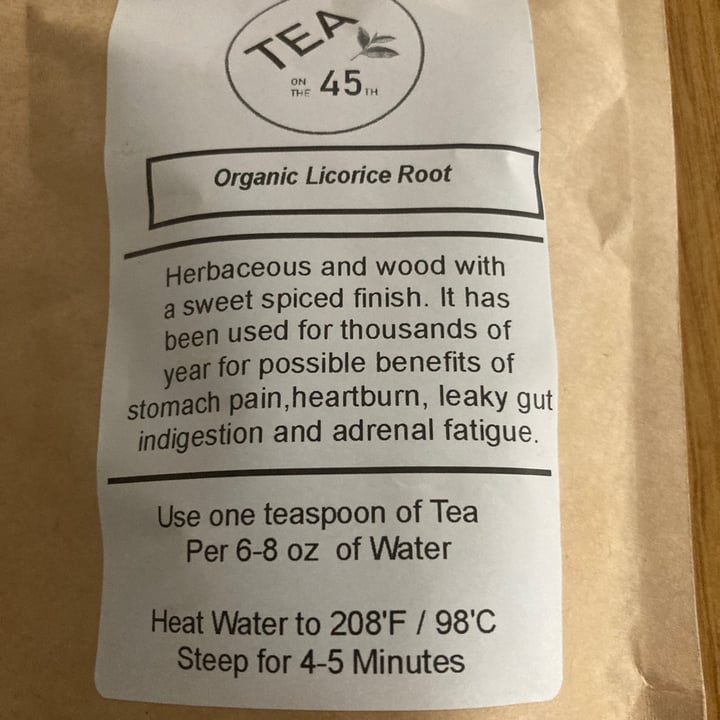 TEA
ON THE 45TH
Organic Licorice Root
Herbaceous and wood with
a sweet spiced finish. It has
been used for thousands of
year for possible benefits of
stomach pain,heartburn, leaky gut
indigestion and adrenal fatigue.
Use one teaspoon of Tea
Per 6-8 oz of Water
Heat Water to 208'F / 98'C
Steep for 4-5 Minutes